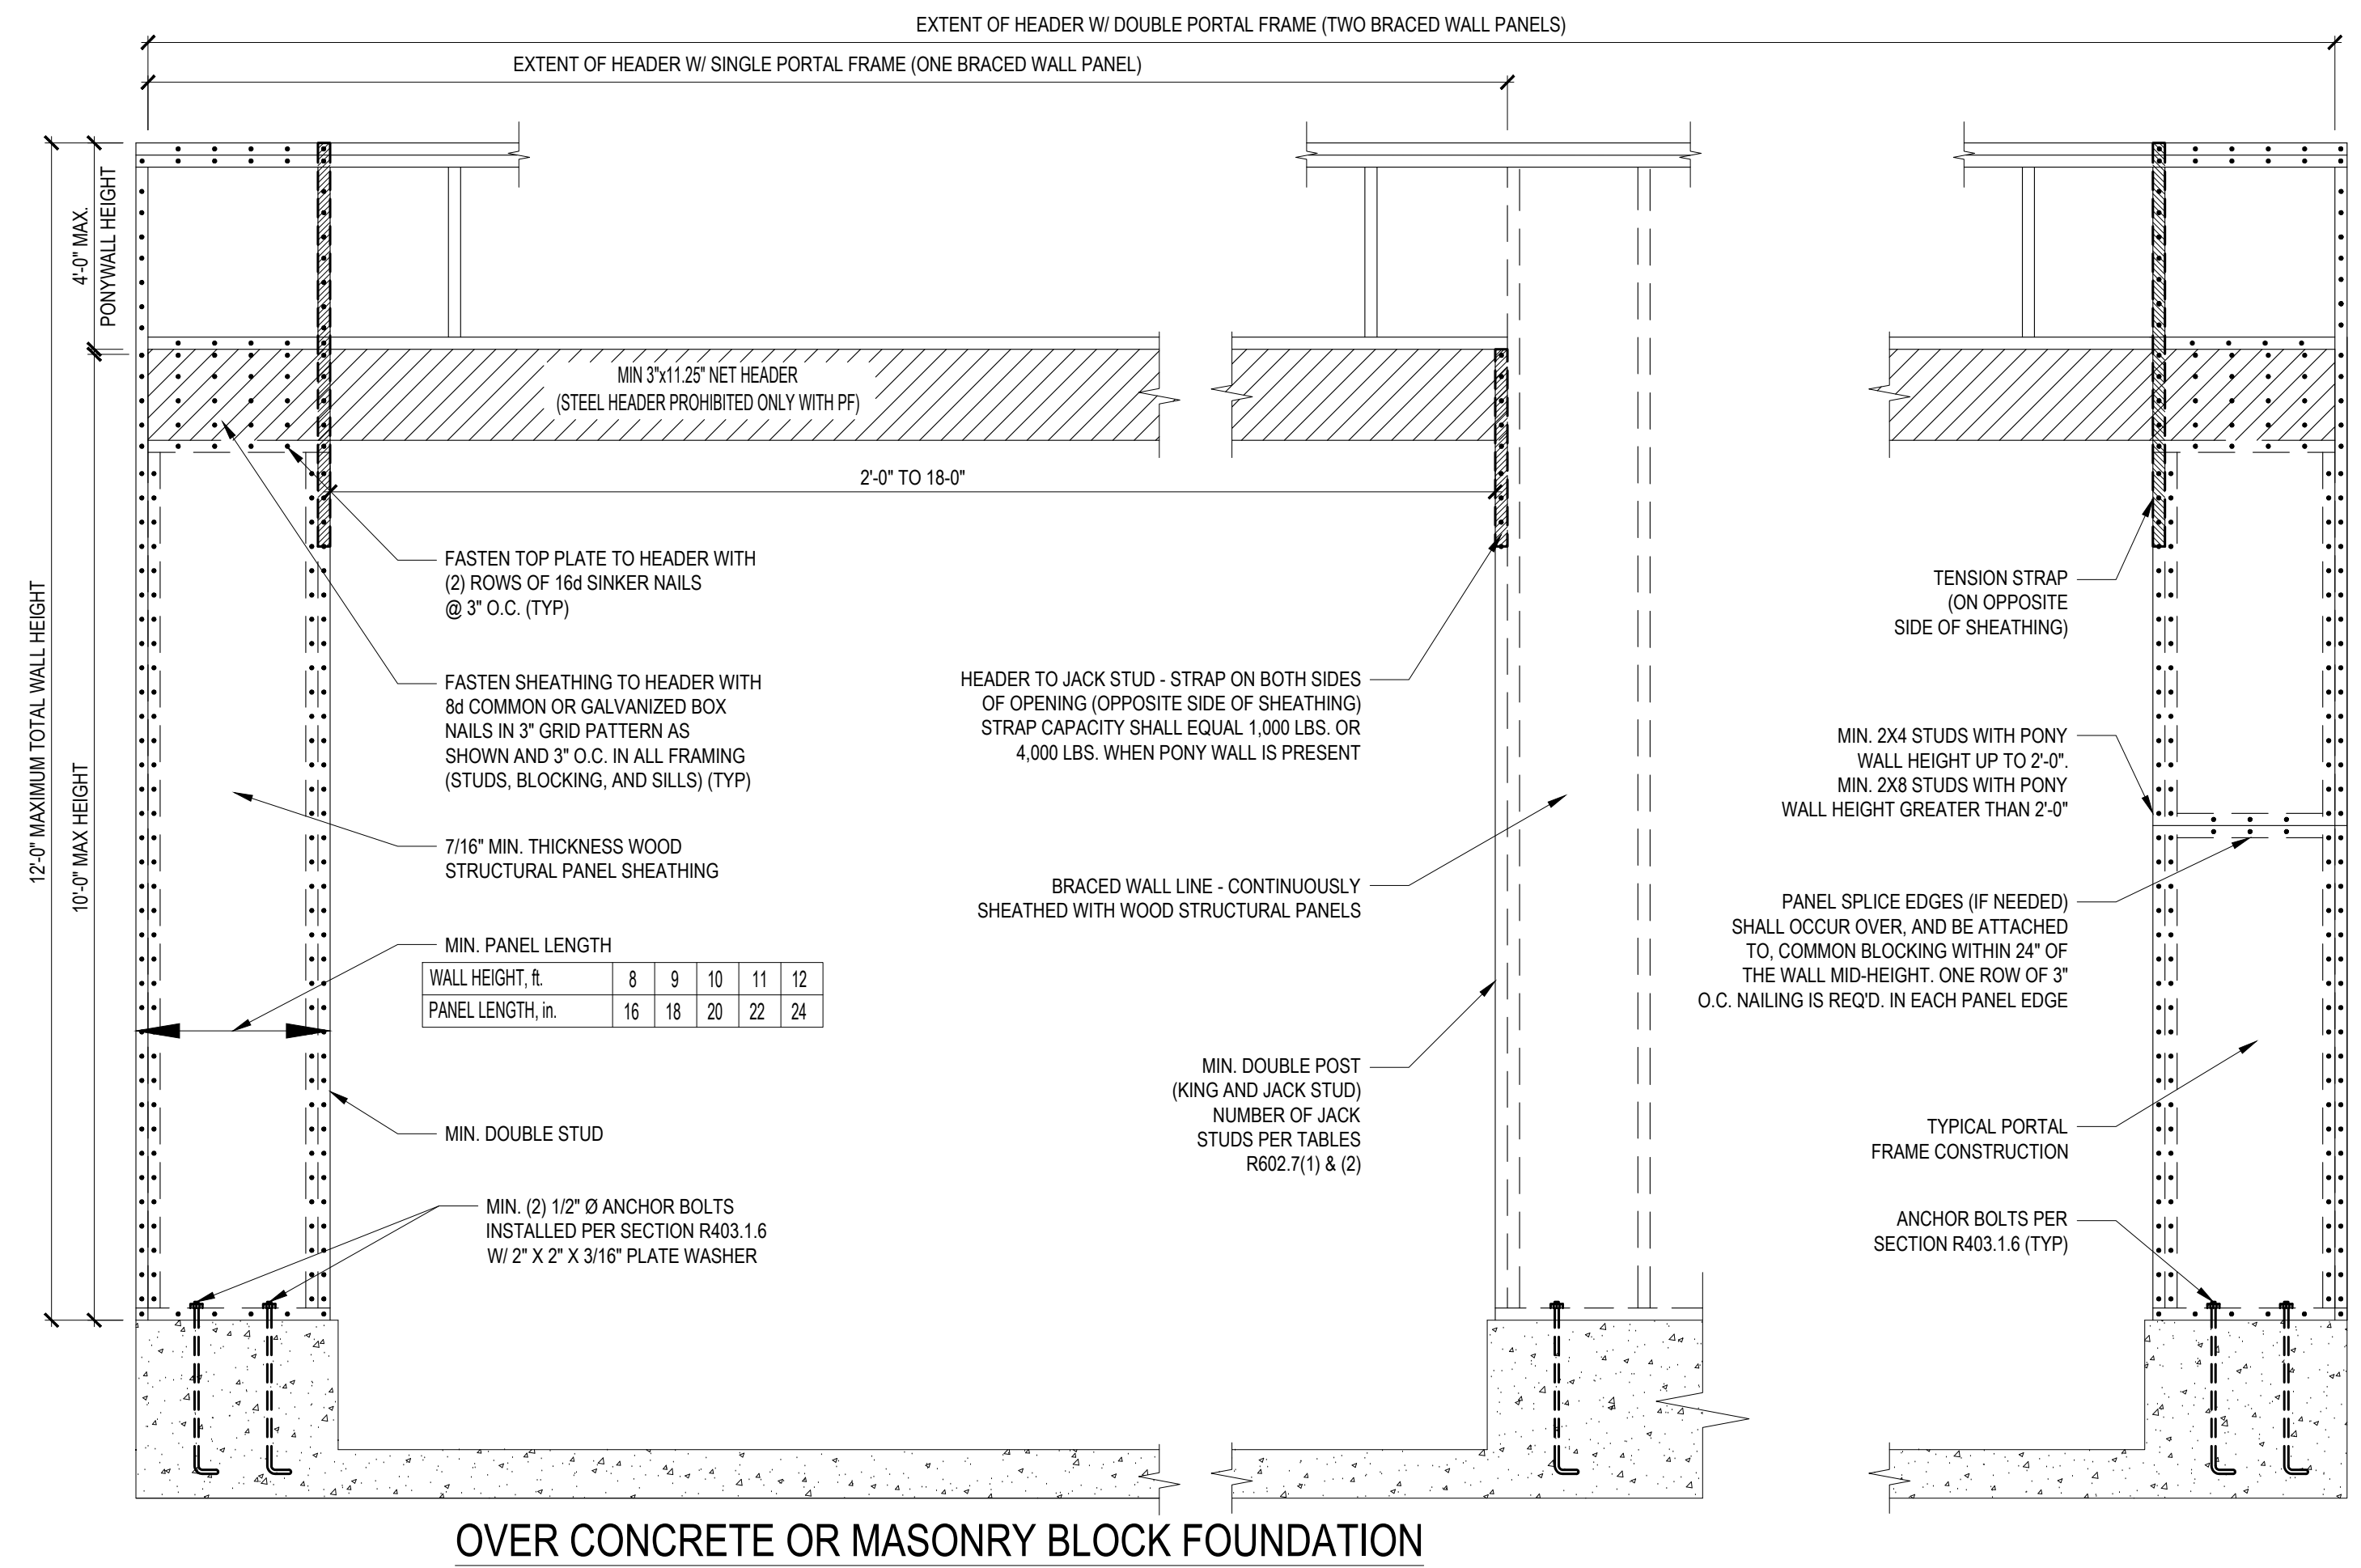 EXTENT OF HEADER W/ DOUBLE PORTAL FRAME (TWO BRACED WALL PANELS)
EXTENT OF HEADER W/ SINGLE PORTAL FRAME (ONE BRACED WALL PANEL)
4'-0" MAX.
PONYWALL HEIGHT
12'-0" MAXIMUM TOTAL WALL HEIGHT
10'-0" MAX HEIGHT
MIN 3"x11.25" NET HEADER
(STEEL HEADER PROHIBITED ONLY WITH PF)
2'-0" TO 18-0"
FASTEN TOP PLATE TO HEADER WITH
(2) ROWS OF 16d SINKER NAILS
@ 3" O.C. (TYP)
FASTEN SHEATHING TO HEADER WITH
8d COMMON OR GALVANIZED BOX
NAILS IN 3" GRID PATTERN AS
SHOWN AND 3" O.C. IN ALL FRAMING
(STUDS, BLOCKING, AND SILLS) (TYP)
7/16" MIN. THICKNESS WOOD
STRUCTURAL PANEL SHEATHING
MIN. PANEL LENGTH
WALL HEIGHT, ft. 8 9 10 11 12
PANEL LENGTH, in. 16 18 20 22 24
MIN. DOUBLE STUD
MIN. (2) 1/2" Ø ANCHOR BOLTS
INSTALLED PER SECTION R403.1.6
W/ 2" X 2" X 3/16" PLATE WASHER
HEADER TO JACK STUD - STRAP ON BOTH SIDES
OF OPENING (OPPOSITE SIDE OF SHEATHING)
STRAP CAPACITY SHALL EQUAL 1,000 LBS. OR
4,000 LBS. WHEN PONY WALL IS PRESENT
BRACED WALL LINE - CONTINUOUSLY
SHEATHED WITH WOOD STRUCTURAL PANELS
MIN. DOUBLE POST
(KING AND JACK STUD)
NUMBER OF JACK
STUDS PER TABLES
R602.7(1) & (2)
TENSION STRAP
(ON OPPOSITE
SIDE OF SHEATHING)
MIN. 2X4 STUDS WITH PONY
WALL HEIGHT UP TO 2'-0".
MIN. 2X8 STUDS WITH PONY
WALL HEIGHT GREATER THAN 2'-0"
PANEL SPLICE EDGES (IF NEEDED)
SHALL OCCUR OVER, AND BE ATTACHED
TO, COMMON BLOCKING WITHIN 24" OF
THE WALL MID-HEIGHT. ONE ROW OF 3"
O.C. NAILING IS REQ'D. IN EACH PANEL EDGE
TYPICAL PORTAL
FRAME CONSTRUCTION
ANCHOR BOLTS PER
SECTION R403.1.6 (TYP)
OVER CONCRETE OR MASONRY BLOCK FOUNDATION